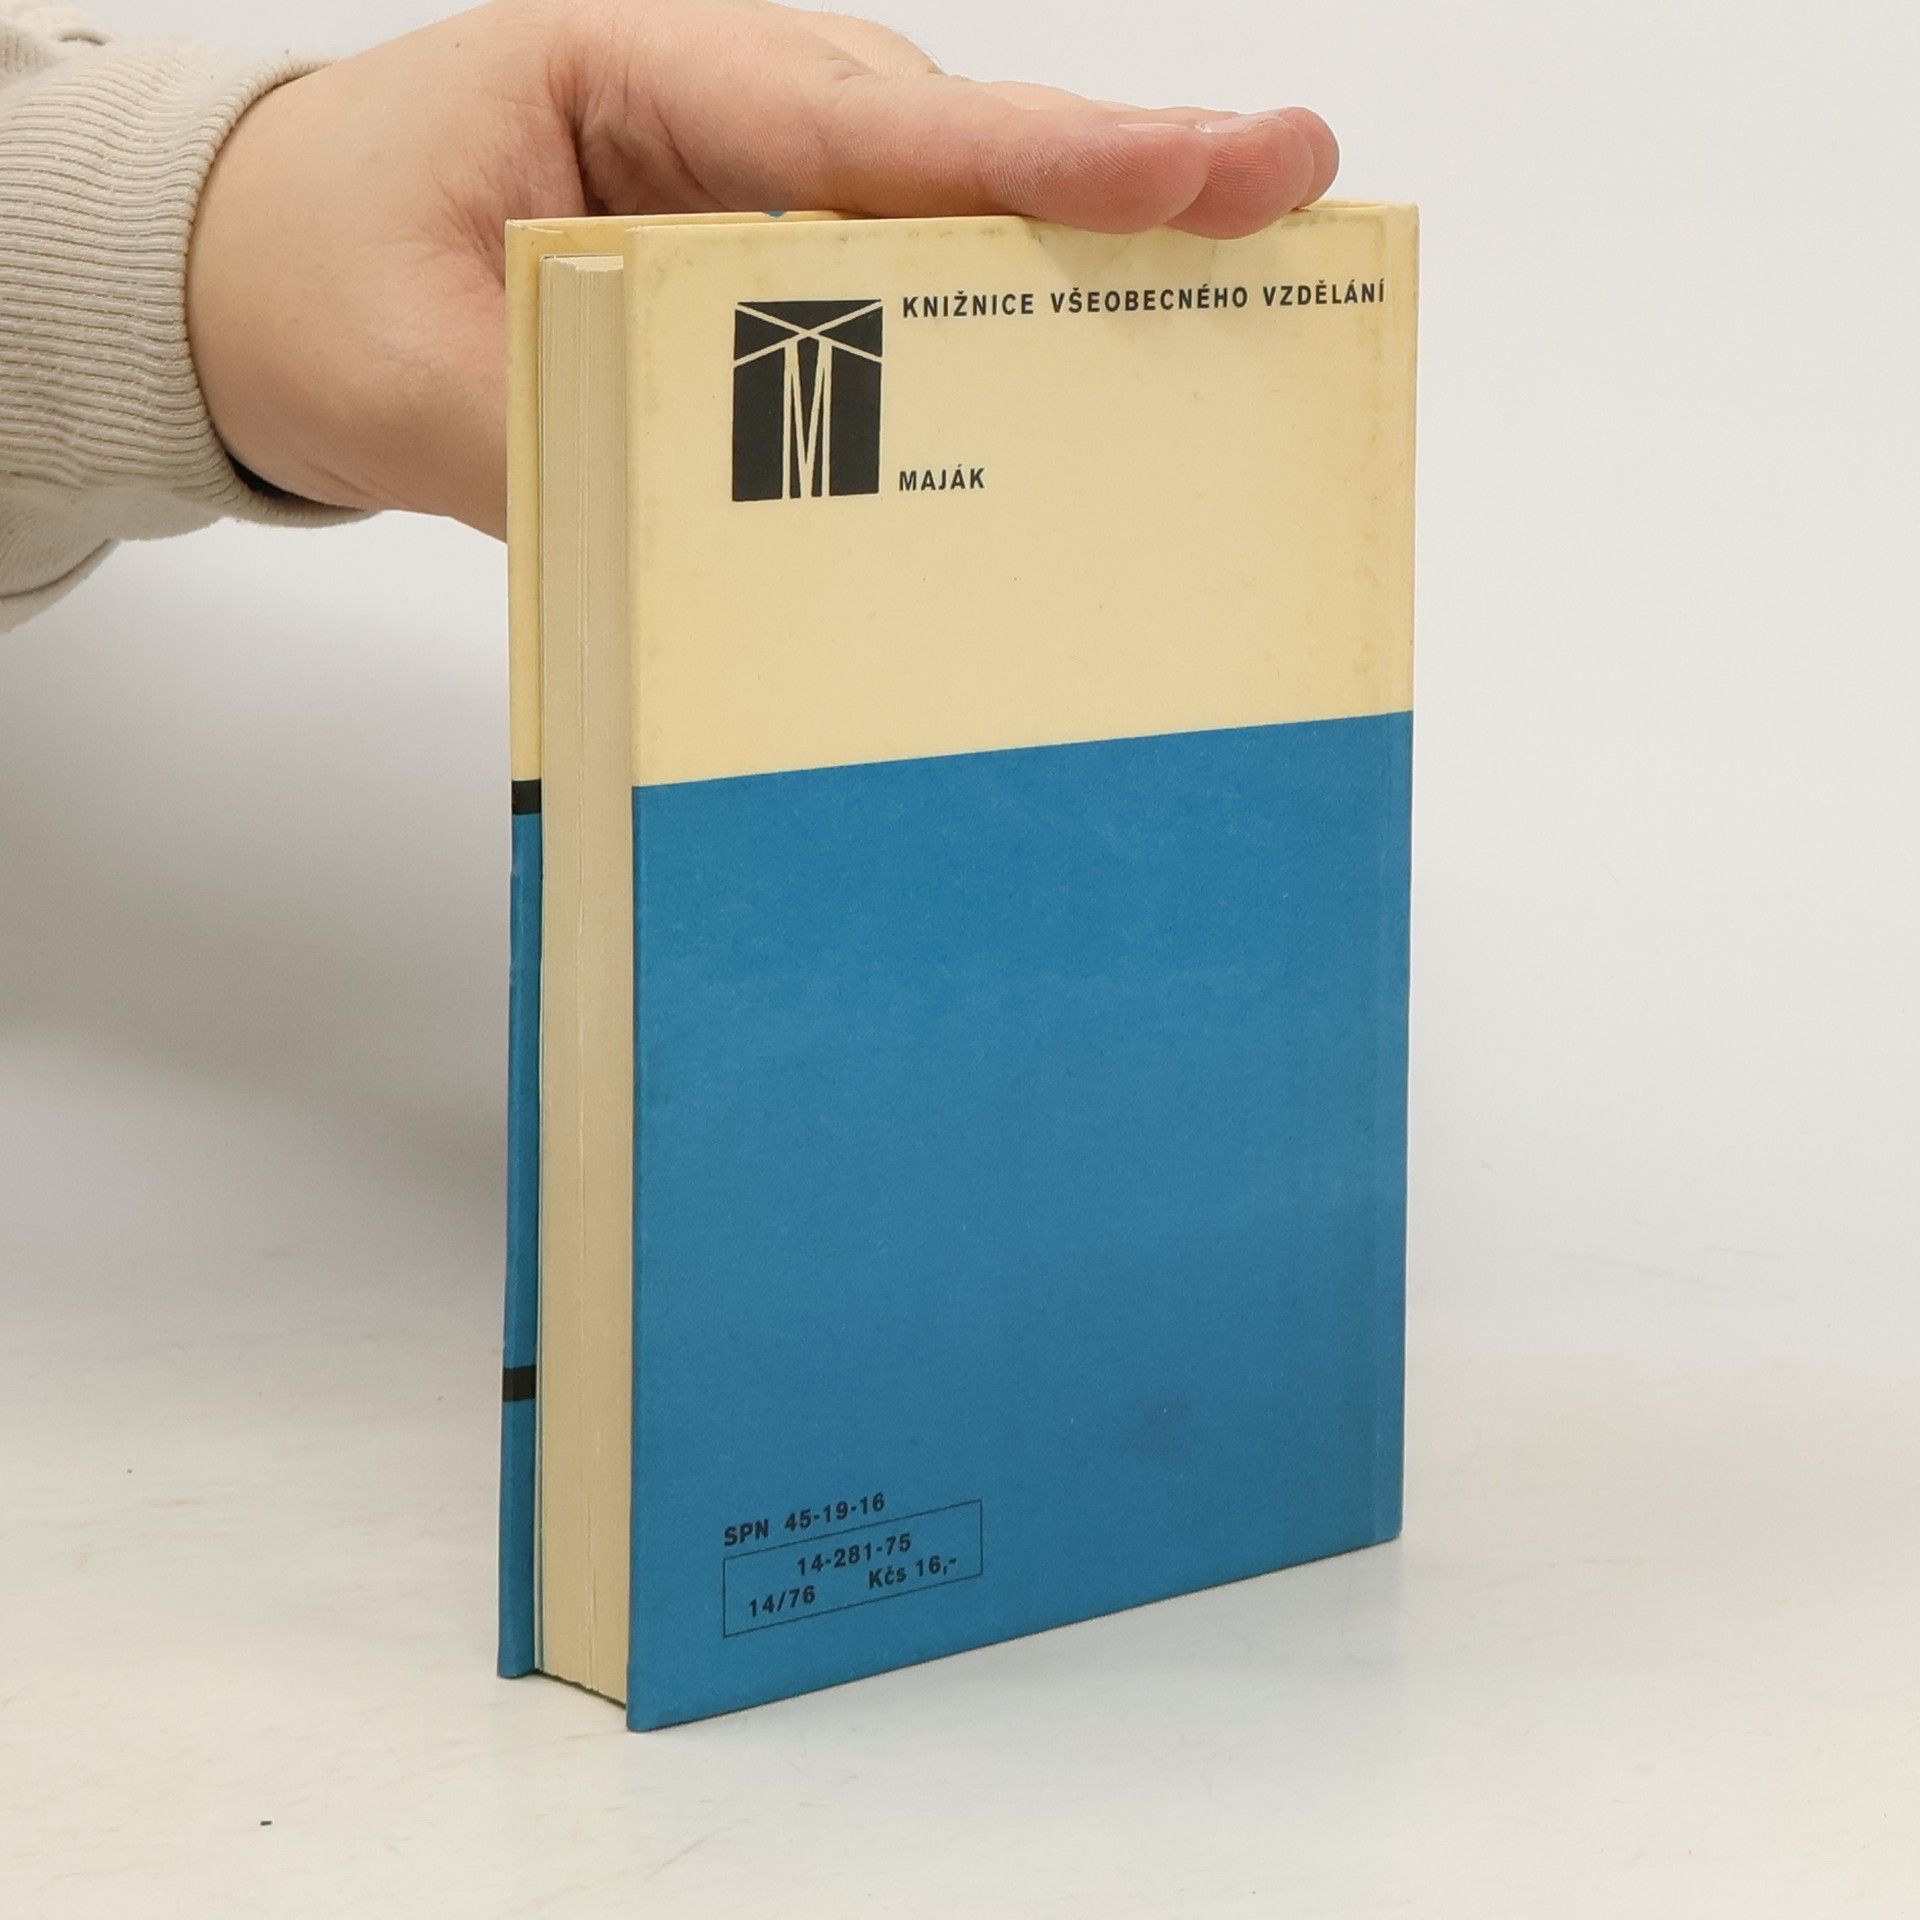 KNIŽNICE VŠEOBECNÉHO VZDĚLÁNÍ
MAJÁK
SPN 45-19-16
14-281-75
14/76 Kčs 16,-